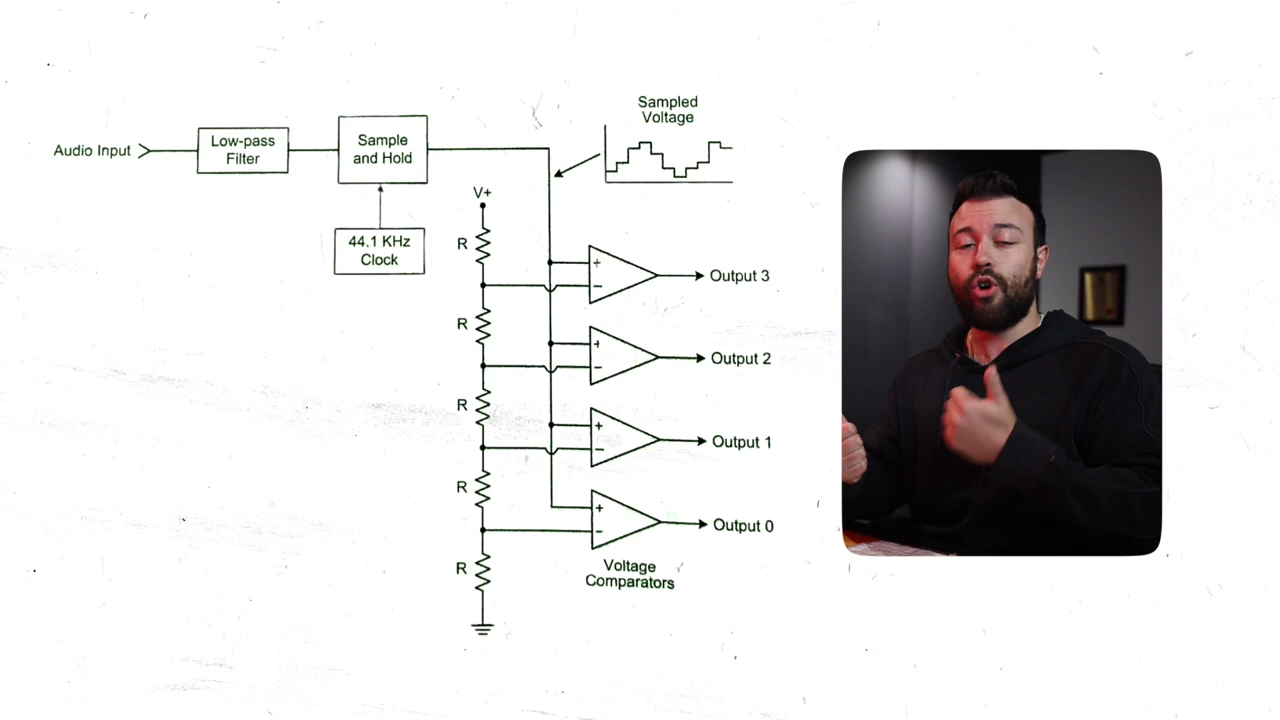 Sampled
Voltage
Audio Input
Low-pass
Filter
Sample
and Hold
44.1 KHz
Clock
V+
R
R
R
R
R
+
−
+
−
+
−
+
−
Output 3
Output 2
Output 1
Output 0
Voltage
Comparators